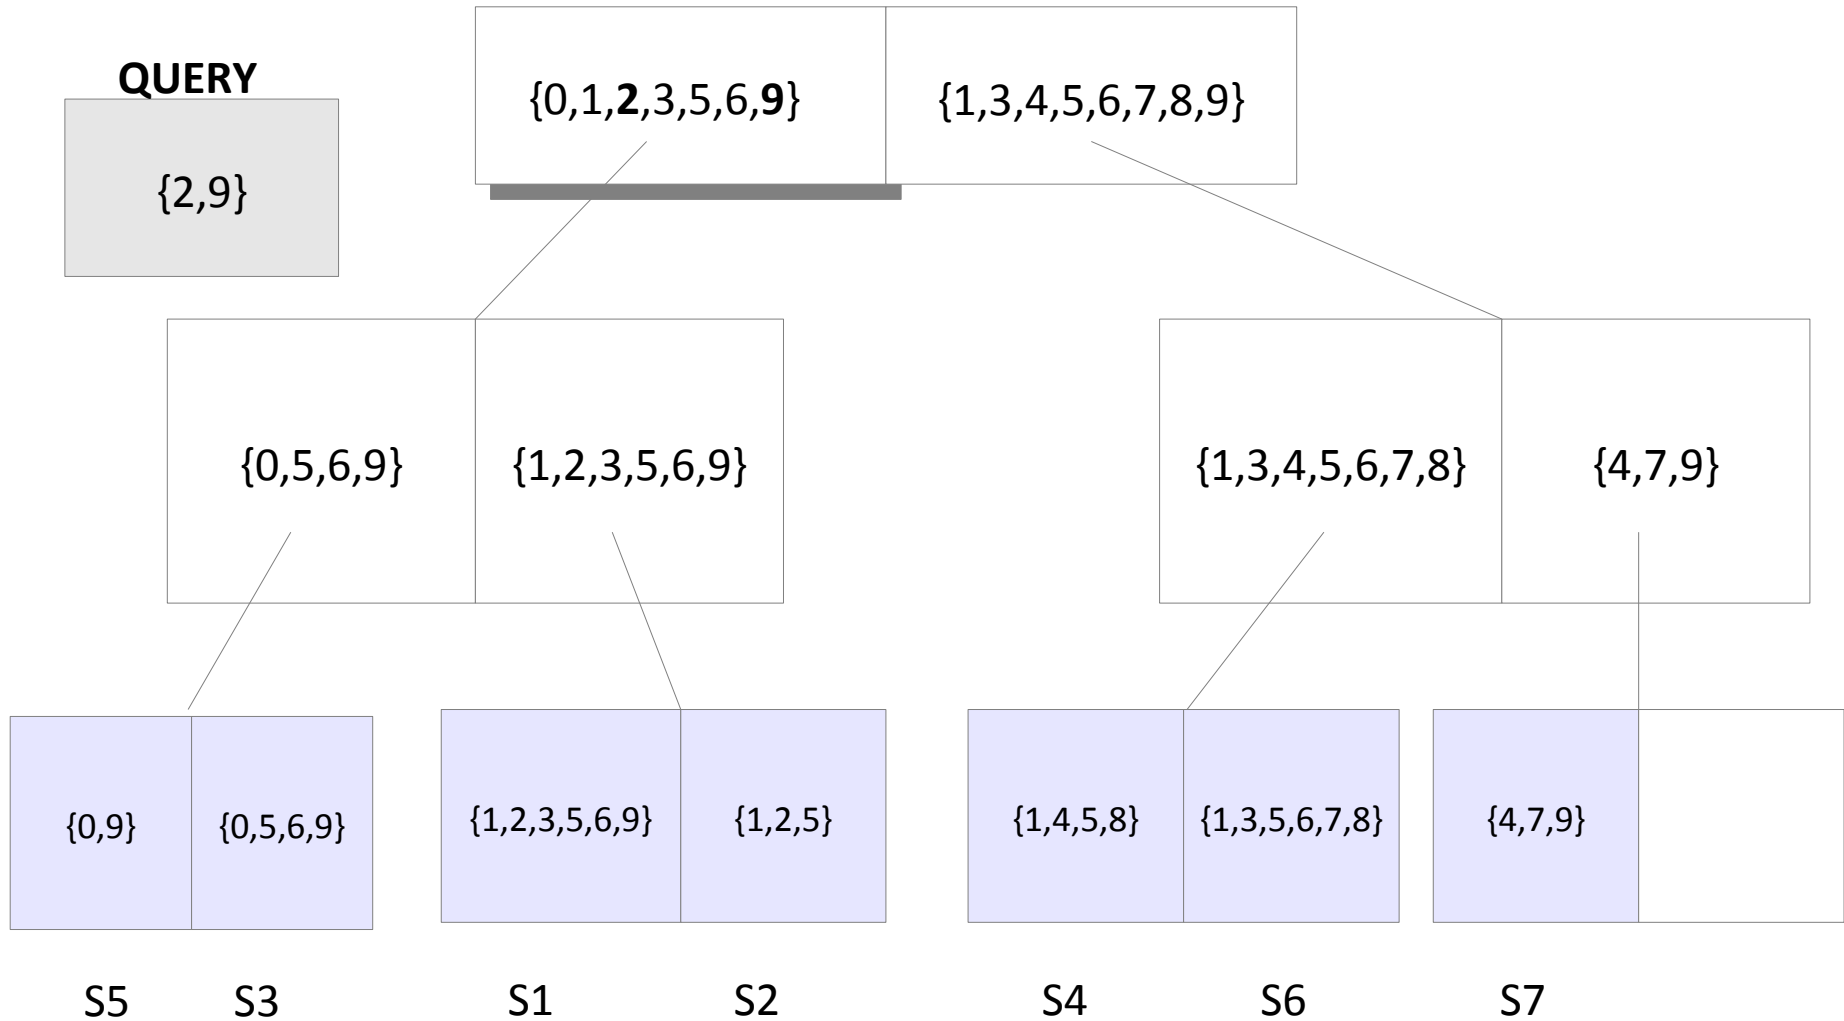 QUERY
{2,9}
{0,1,2,3,5,6,9}
{1,3,4,5,6,7,8,9}
{0,5,6,9}
{1,2,3,5,6,9}
{1,3,4,5,6,7,8}
{4,7,9}
{0,9}
{0,5,6,9}
{1,2,3,5,6,9}
{1,2,5}
{1,4,5,8}
{1,3,5,6,7,8}
{4,7,9}
S5
S3
S1
S2
S4
S6
S7